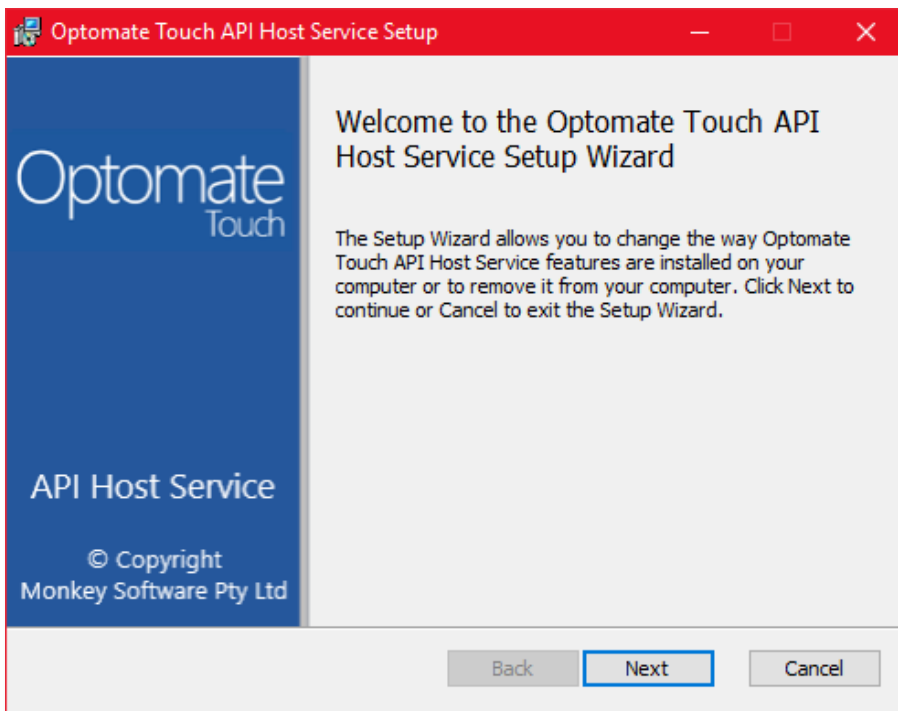 Optomate Touch API Host Service Setup
Optomate
Touch
API Host Service
© Copyright
Monkey Software Pty Ltd
Welcome to the Optomate Touch API
Host Service Setup Wizard
The Setup Wizard allows you to change the way Optomate
Touch API Host Service features are installed on your
computer or to remove it from your computer. Click Next to
continue or Cancel to exit the Setup Wizard.
Back
Next
Cancel